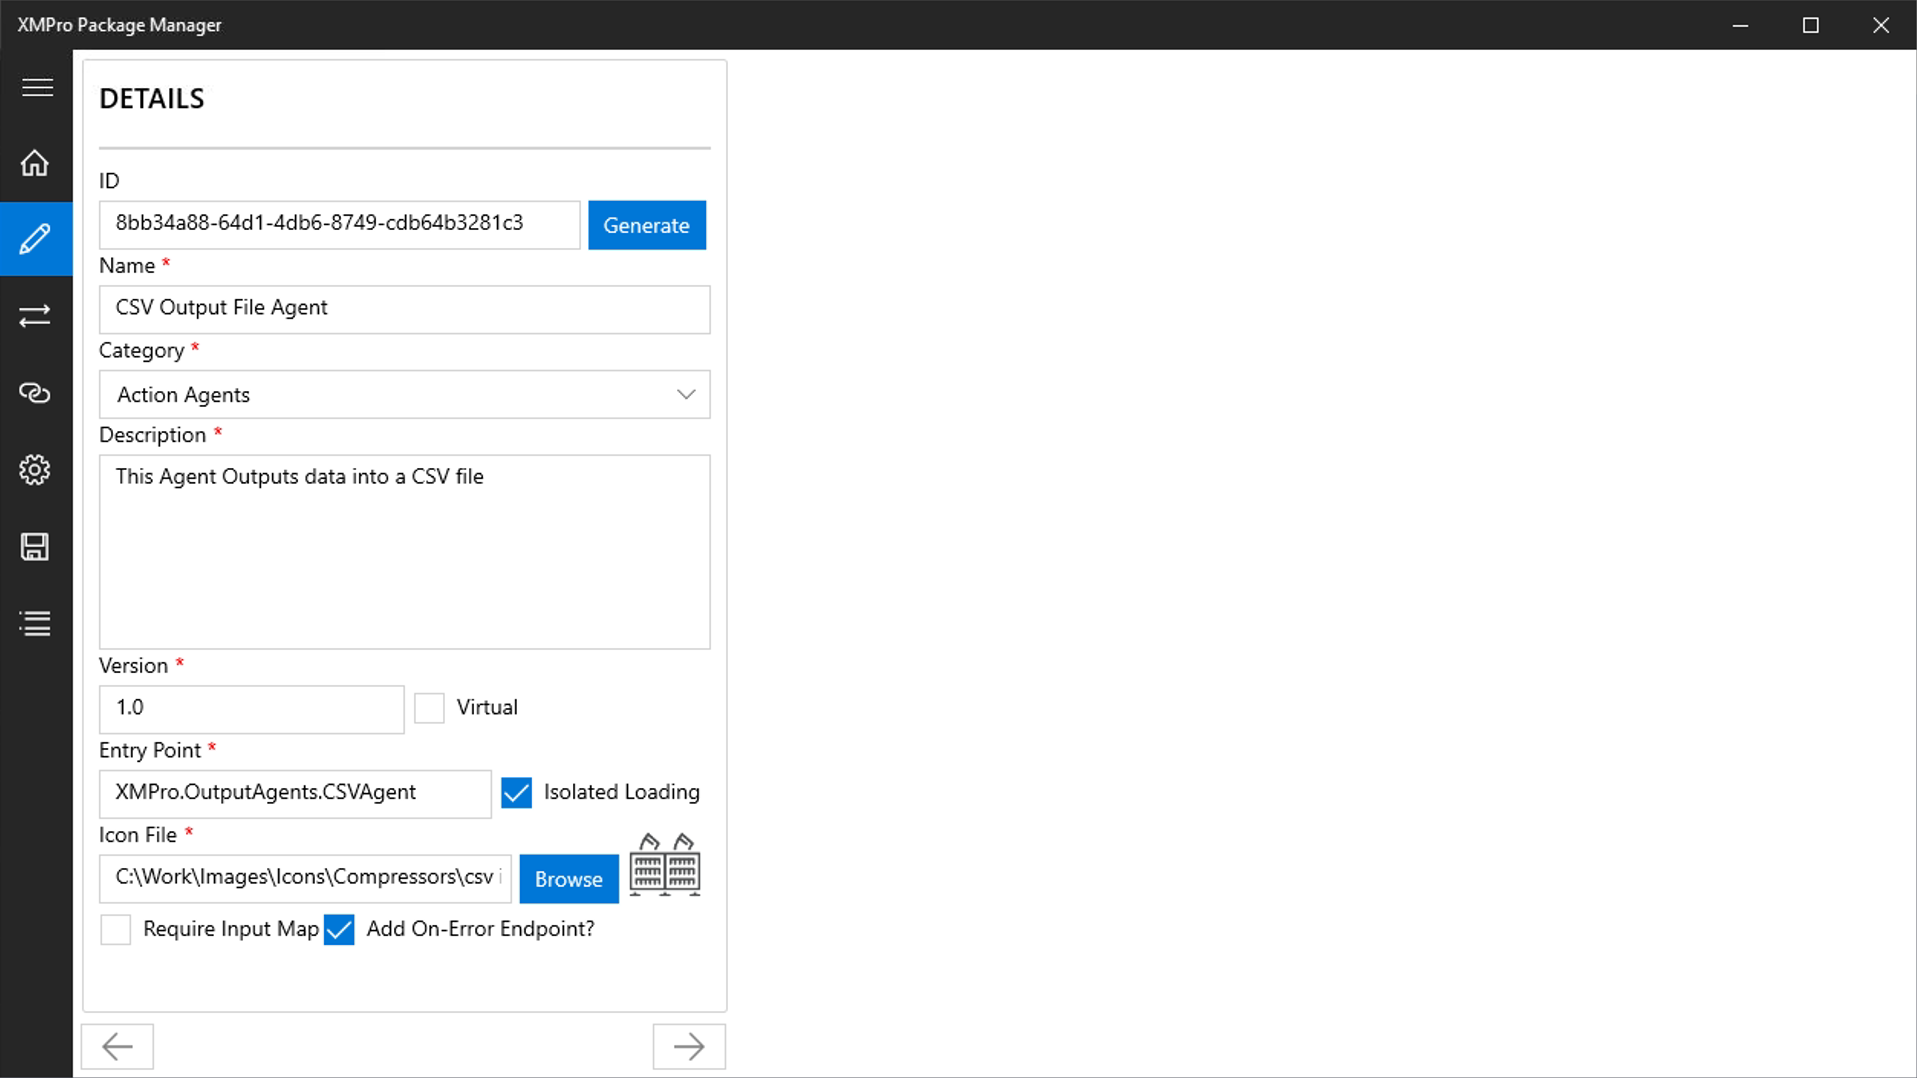 XMPro Package Manager
DETAILS
ID
8bb34a88-64d1-4db6-8749-cdb64b3281c3
Generate
Name *
CSV Output File Agent
Category *
Action Agents
Description *
This Agent Outputs data into a CSV file
Version *
1.0
Virtual
Entry Point *
XMPro.OutputAgents.CSVAgent
Isolated Loading
Icon File *
C:\Work\Images\Icons\Compressors\csv
Browse
Require Input Map
Add On-Error Endpoint?